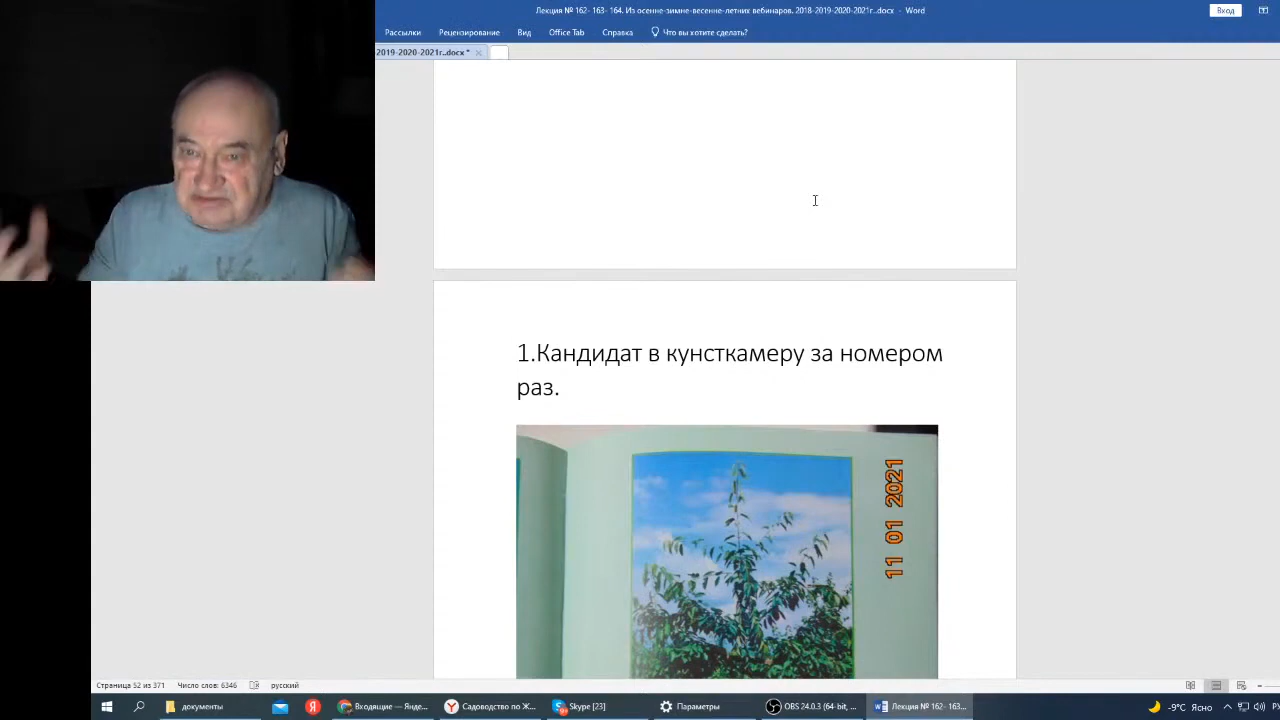 Лекция № 162- 163- 164. Из осенне-зимне-весенне-летних вебинаров. 2018-2019-2020-2021г..docx - Word
Вход
Рассылки Рецензирование Вид Office Tab Справка Что вы хотите сделать?
2019-2020-2021г..docx *
1.Кандидат в кунсткамеру за номером
раз.
11 01 2021
Страница 52 из 371 Число слов: 6346 русский
документы Входящие — Янде... Садоводство по Ж... Skype [23] Параметры OBS 24.0.3 (64-bit, ... Лекция № 162- 163... -9°C Ясно